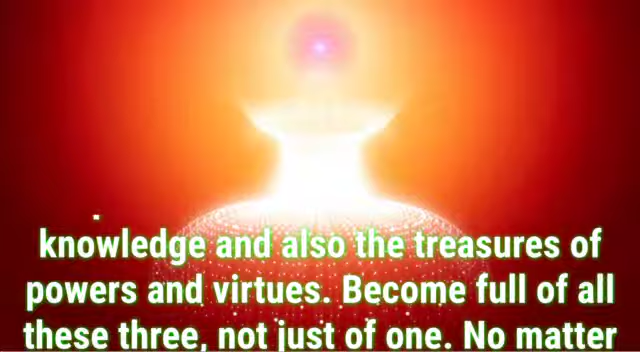 knowledge and also the treasures of
powers and virtues. Become full of all
these three, not just of one. No matter